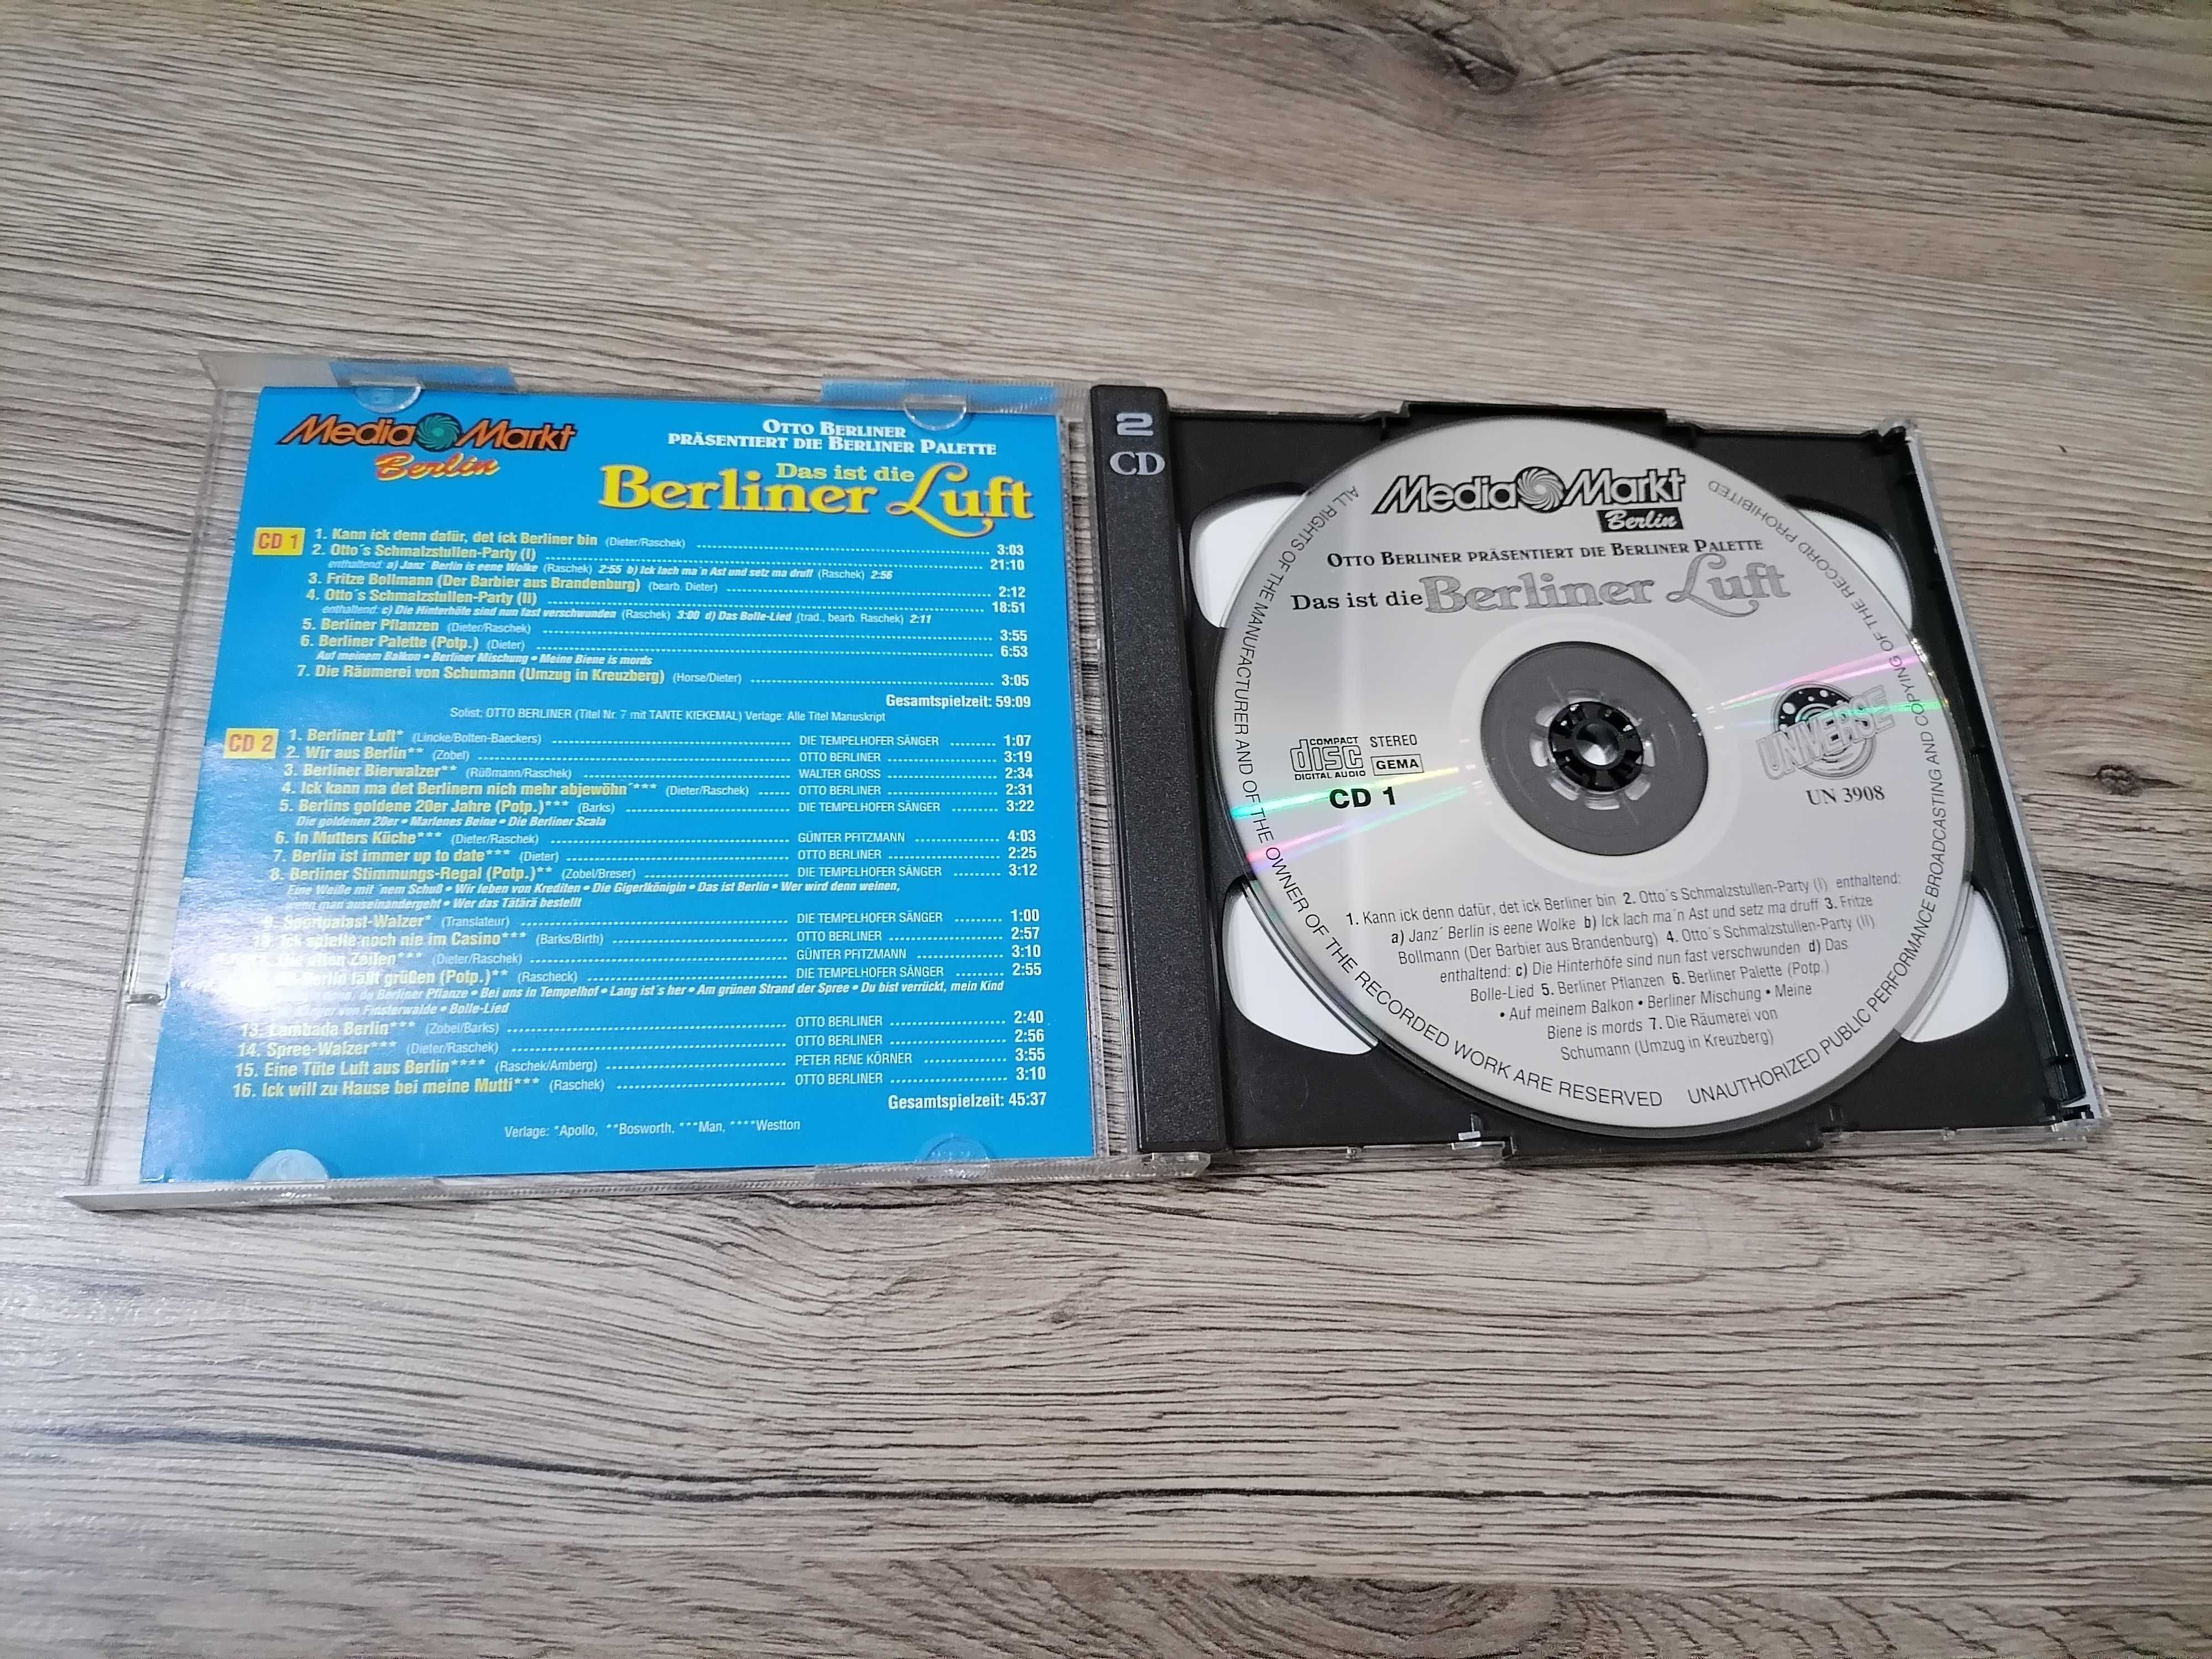 Media Markt
Berlin
OTTO BERLINER
PRÄSENTIERT DIE BERLINER PALETTE
Das ist die
Berliner Luft
CD 1
1. Kann ick denn dafür, det ick Berliner bin (Dieter/Raschek) 3:03
2. Otto´s Schmalzstullen-Party (I) 21:10
enthaltend: a) Janz´ Berlin is eene Wolke (Raschek) 2:55 b) Ick lach ma´n Ast und setz ma druff (Raschek) 2:56
3. Fritze Bollmann (Der Barbier aus Brandenburg) (bearb. Dieter) 2:12
4. Otto´s Schmalzstullen-Party (II) 18:51
enthaltend: c) Die Hinterhöfe sind nun fast verschwunden (Raschek) 3:00 d) Das Bolle-Lied (trad., bearb. Raschek) 2:11
5. Berliner Pflanzen (Dieter/Raschek) 3:55
6. Berliner Palette (Potp.) (Dieter) 6:53
Auf meinem Balkon • Berliner Mischung • Meine Biene is mords
7. Die Räumerei von Schumann (Umzug in Kreuzberg) (Horse/Dieter) 3:05
Gesamtspielzeit: 59:09
Solist: OTTO BERLINER (Titel Nr. 7 mit TANTE KIEKEMAL) Verlage: Alle Titel Manuskript
CD 2
1. Berliner Luft* (Lincke/Bolten-Baeckers) DIE TEMPELHOFER SÄNGER 1:07
2. Wir aus Berlin** (Zobel) OTTO BERLINER 3:19
3. Berliner Bierwalzer** (Rüßmann/Raschek) WALTER GROSS 2:34
4. Ick kann ma det Berlinern nich mehr abjewöhn´*** (Dieter/Raschek) OTTO BERLINER 2:31
5. Berlins goldene 20er Jahre (Potp.)*** (Barks) DIE TEMPELHOFER SÄNGER 3:22
Die goldenen 20er • Marlenes Beine • Die Berliner Scala
6. In Mutters Küche*** (Dieter/Raschek) GÜNTER PFITZMANN 4:03
7. Berlin ist immer up to date*** (Dieter) OTTO BERLINER 2:25
8. Berliner Stimmungs-Regal (Potp.)** (Zobel/Breser) DIE TEMPELHOFER SÄNGER 3:12
Eine Weiße mit ´nem Schuß • Wir leben von Krediten • Die Gigerlkönigin • Das ist Berlin • Wer wird denn weinen,
wenn man auseinandergeht • Wer das Tätärä bestellt
9. Sportpalast-Walzer* (Translateur) DIE TEMPELHOFER SÄNGER 1:00
10. Ick spielte noch nie im Casino*** (Barks/Birth) OTTO BERLINER 2:57
alten Zeiten*** (Dieter/Raschek) GÜNTER PFITZMANN 3:10
Berlin läßt grüßen (Potp.)** (Rascheck) DIE TEMPELHOFER SÄNGER 2:55
Berliner Pflanze • Bei uns in Tempelhof • Lang ist´s her • Am grünen Strand der Spree • Du bist verrückt, mein Kind
von Finsterwalde • Bolle-Lied
13. Lambada Berlin*** (Zobel/Barks) OTTO BERLINER 2:40
14. Spree-Walzer*** (Dieter/Raschek) OTTO BERLINER 2:56
15. Eine Tüte Luft aus Berlin**** (Raschek/Amberg) PETER RENE KÖRNER 3:55
16. Ick will zu Hause bei meine Mutti*** (Raschek) OTTO BERLINER 3:10
Gesamtspielzeit: 45:37
Verlage: *Apollo, **Bosworth, ***Man, ****Westton
2
CD
Media Markt
Berlin
OTTO BERLINER PRÄSENTIERT DIE BERLINER PALETTE
Das ist die Berliner Luft
COMPACT disc DIGITAL AUDIO
STEREO
GEMA
CD 1
UNIVERSE
UN 3908
1. Kann ick denn dafür, det ick Berliner bin 2. Otto´s Schmalzstullen-Party (I) enthaltend:
a) Janz´ Berlin is eene Wolke b) Ick lach ma´n Ast und setz ma druff 3. Fritze
Bollmann (Der Barbier aus Brandenburg) 4. Otto´s Schmalzstullen-Party (II)
enthaltend: c) Die Hinterhöfe sind nun fast verschwunden d) Das
Bolle-Lied 5. Berliner Pflanzen 6. Berliner Palette (Potp.)
• Auf meinem Balkon • Berliner Mischung • Meine
Biene is mords 7. Die Räumerei von
Schumann (Umzug in Kreuzberg)
ALL RIGHTS OF THE MANUFACTURER AND OF THE OWNER OF THE RECORDED WORK ARE RESERVED
UNAUTHORIZED PUBLIC PERFORMANCE BROADCASTING AND COPYING OF THE RECORD PROHIBITED